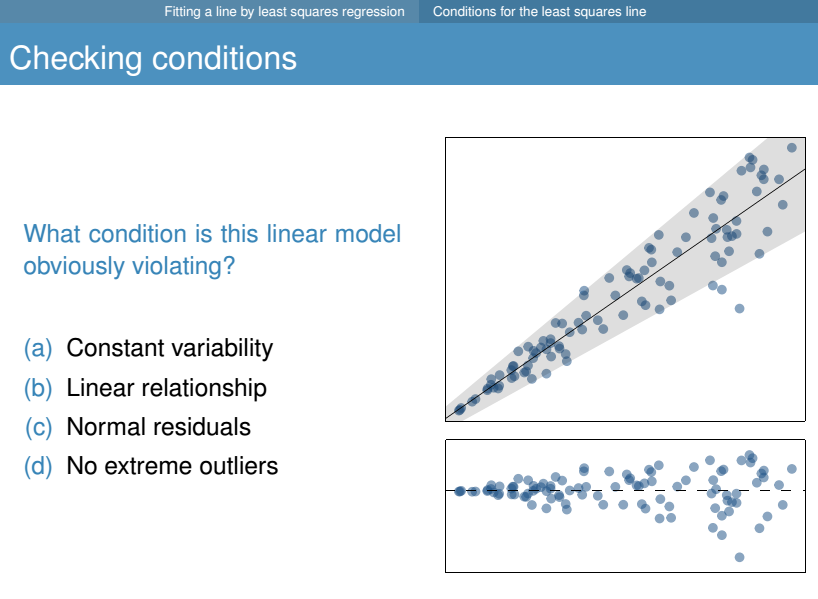 Fitting a line by least squares regression
Conditions for the least squares line
Checking conditions
What condition is this linear model
obviously violating?
(a) Constant variability
(b) Linear relationship
(c) Normal residuals
(d) No extreme outliers